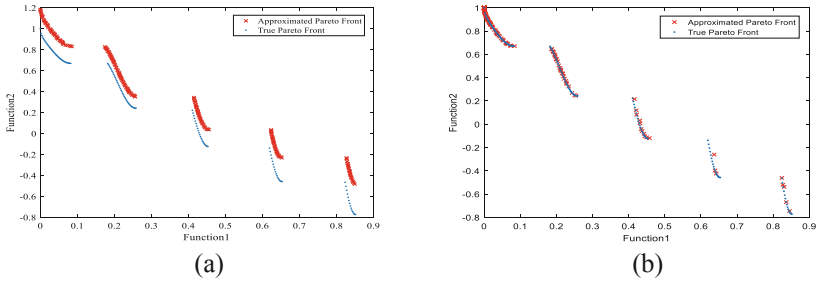 1.2
1
0.8
0.6
0.4
0.2
0
-0.2
-0.4
-0.6
-0.8
Function2
Approximated Pareto Front
True Pareto Front
0 0.1 0.2 0.3 0.4 0.5 0.6 0.7 0.8 0.9
Function1
(a)
1
0.8
0.6
0.4
0.2
0
-0.2
-0.4
-0.6
-0.8
Function2
Approximated Pareto Front
True Pareto Front
0 0.1 0.2 0.3 0.4 0.5 0.6 0.7 0.8 0.9
Function1
(b)